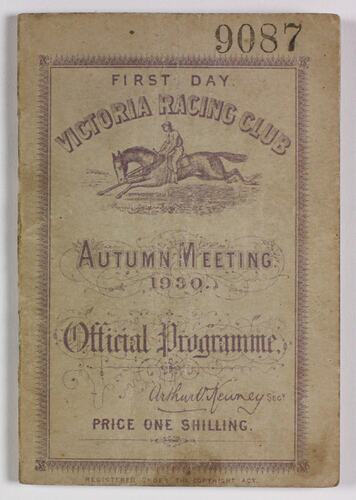 9087
FIRST DAY.
VICTORIA RACING CLUB
AUTUMN MEETING.
1930.
Official Programme.
Arthur V. Kewney Secy
PRICE ONE SHILLING.
REGISTERED UNDER THE COPYRIGHT ACT.